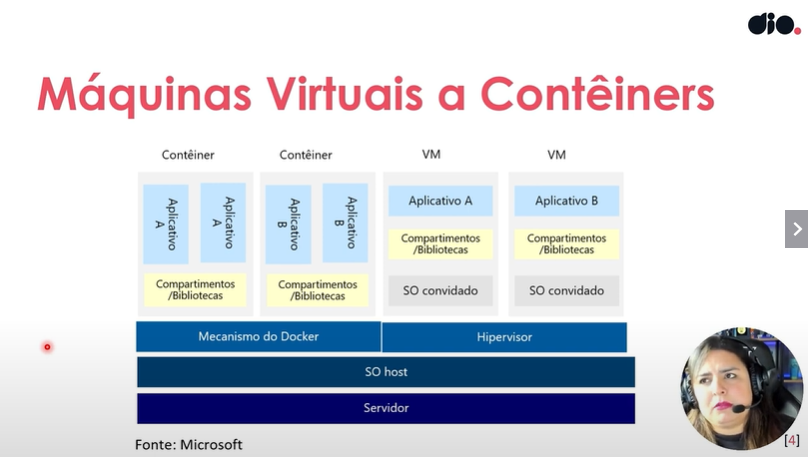 dio.
Máquinas Virtuais a Contêiners
Contêiner
Contêiner
VM
VM
Aplicativo
A
Aplicativo
A
Aplicativo
B
Aplicativo
B
Aplicativo A
Aplicativo B
Compartimentos
/Bibliotecas
Compartimentos
/Bibliotecas
Compartimentos
/Bibliotecas
Compartimentos
/Bibliotecas
SO convidado
SO convidado
Mecanismo do Docker
Hipervisor
SO host
Servidor
Fonte: Microsoft
[4]